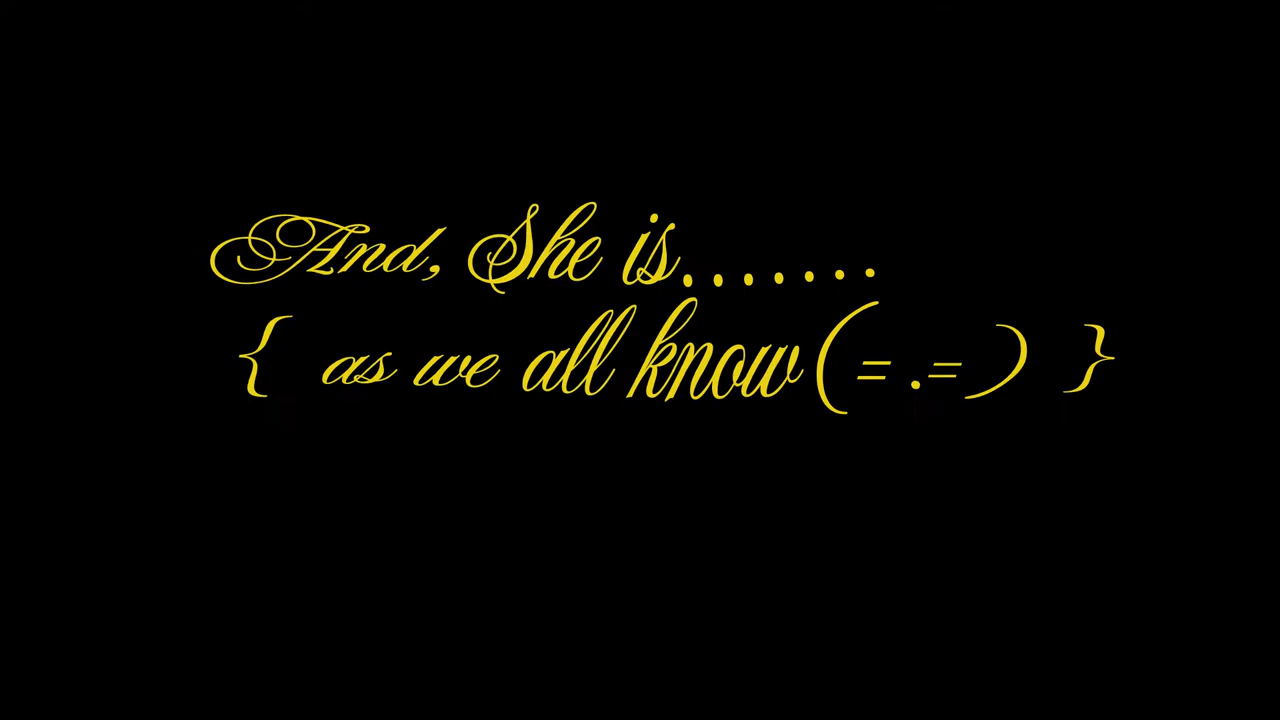 And, She is.......
{ as we all know (= .= ) }